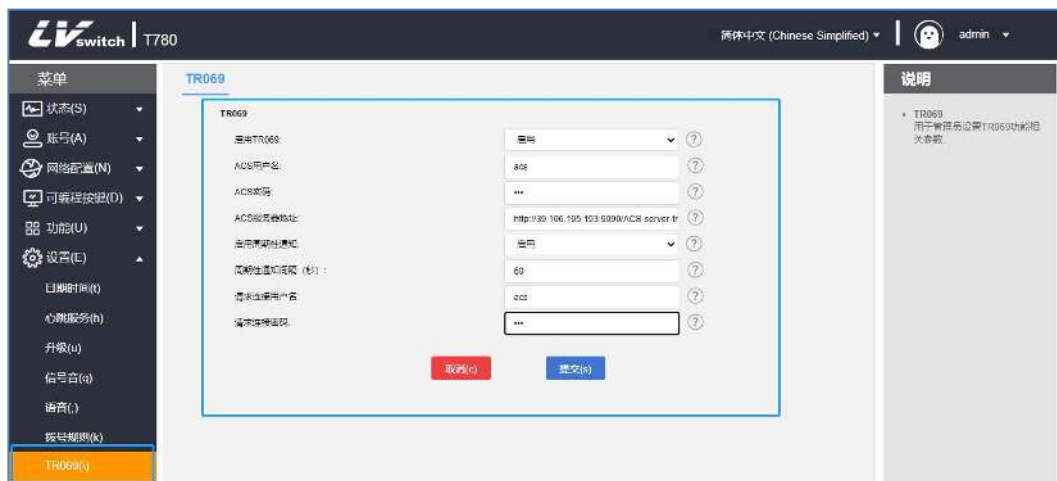 LVswitch T780
简体中文 (Chinese Simplified)
admin
菜单
状态(S)
账号(A)
网络配置(N)
可编程按键(D)
功能(U)
设置(E)
日期时间(t)
心跳服务(h)
升级(u)
信号音(q)
语音(;)
拨号规则(k)
TR069(i)
TR069
TR069
启用TR069:
启用
ACS用户名:
acs
ACS密码:
•••
ACS服务器地址:
http://39.106.195.193:9090/ACS-server-tr
启用周期性通知:
启用
周期性通知间隔（秒）:
60
请求连接用户名:
acs
请求连接密码:
•••
取消(c)
提交(s)
说明
TR069
用于管理员设置TR069功能相
关参数